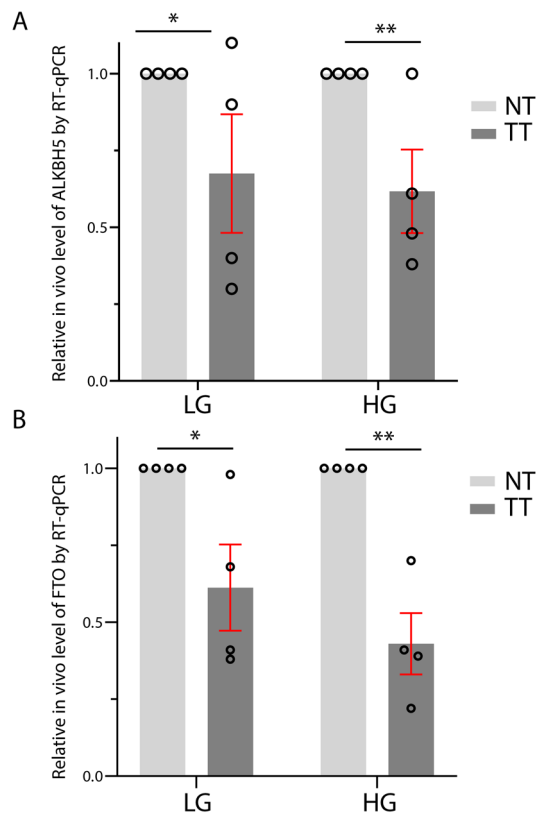 A
*
**
Relative in vivo level of ALKBH5 by RT-qPCR
1.0
0.5
0.0
LG
HG
NT
TT
B
*
**
Relative in vivo level of FTO by RT-qPCR
1.0
0.5
0.0
LG
HG
NT
TT